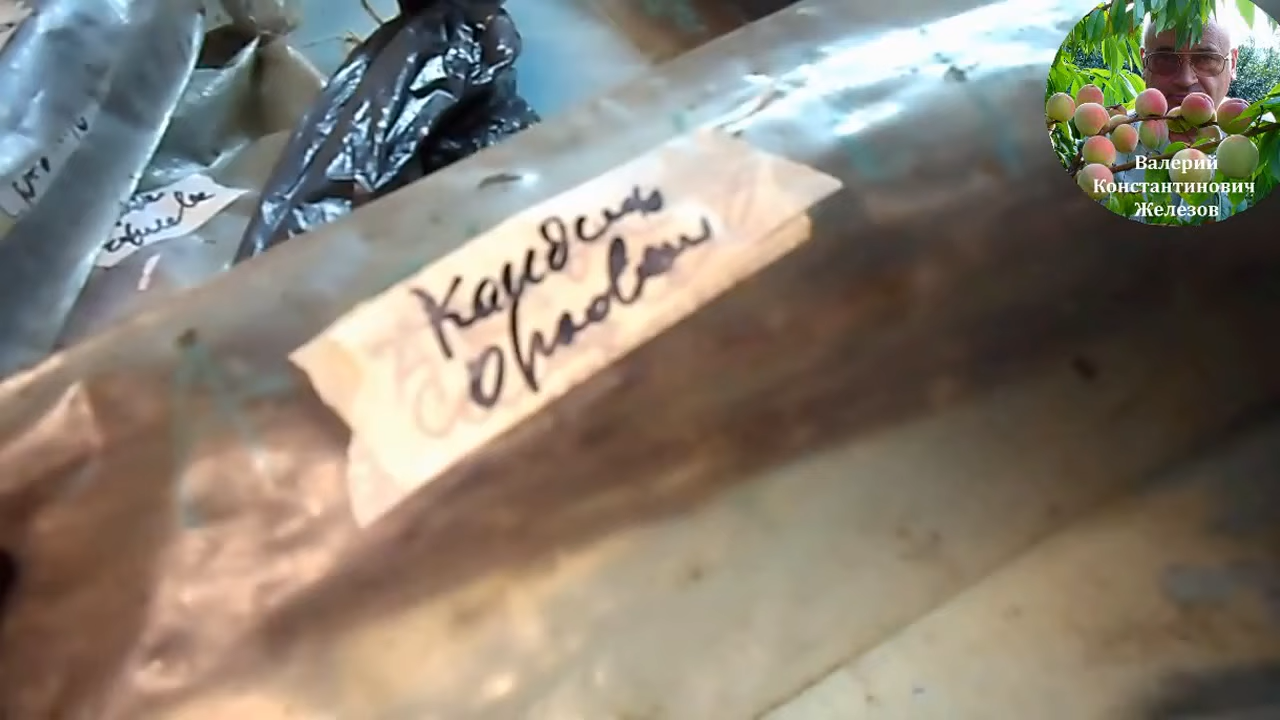 Кандиль
орловский
Валерий
Константинович
Железов